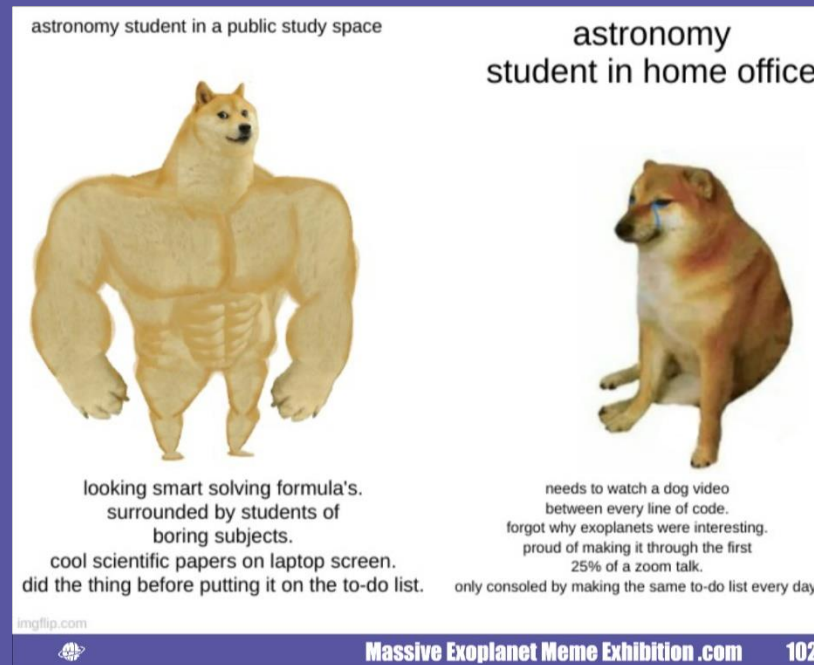 astronomy student in a public study space
astronomy
student in home office
looking smart solving formula's.
surrounded by students of
boring subjects.
cool scientific papers on laptop screen.
did the thing before putting it on the to-do list.
needs to watch a dog video
between every line of code.
forgot why exoplanets were interesting.
proud of making it through the first
25% of a zoom talk.
only consoled by making the same to-do list every day
imgflip.com
Massive Exoplanet Meme Exhibition .com
102